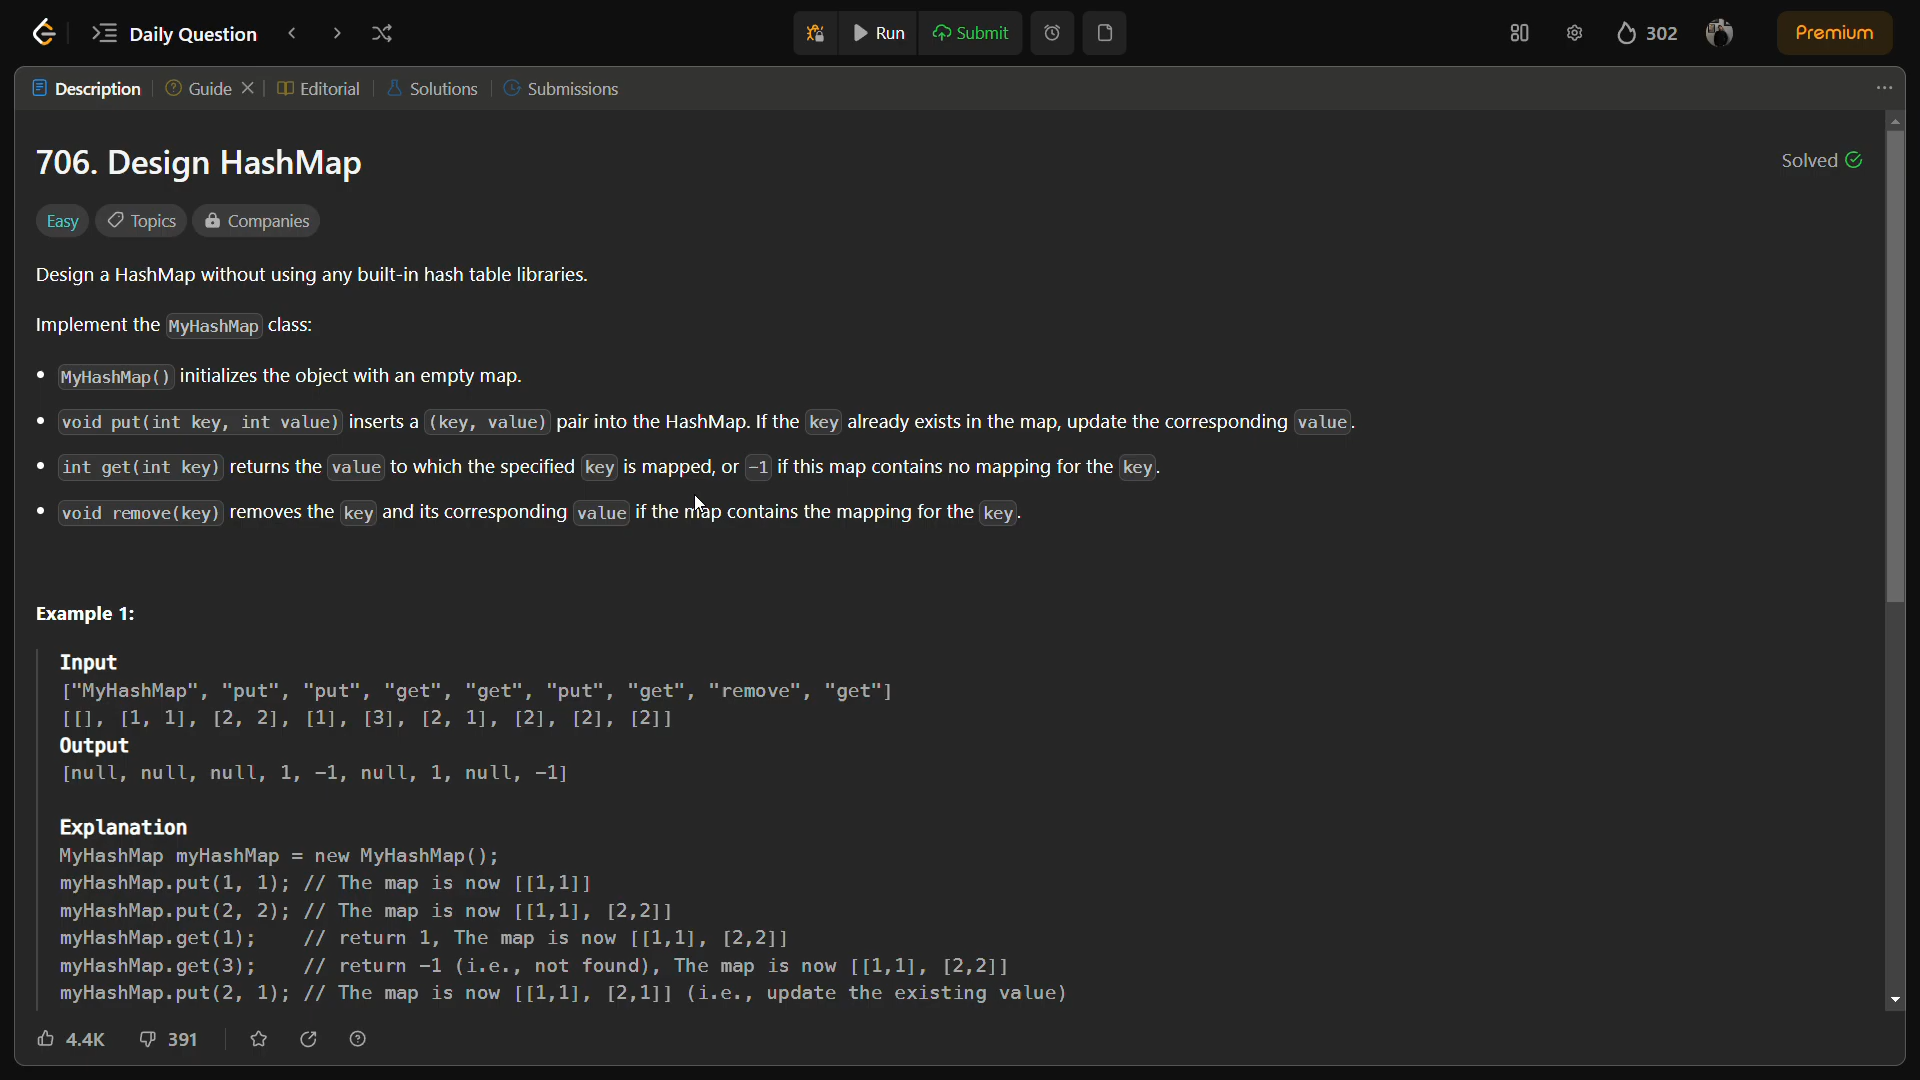 Daily Question
Run
Submit
302
Premium
Description
Guide
Editorial
Solutions
Submissions
706. Design HashMap
Solved
Easy
Topics
Companies
Design a HashMap without using any built-in hash table libraries.
Implement the MyHashMap class:
• MyHashMap() initializes the object with an empty map.
• void put(int key, int value) inserts a (key, value) pair into the HashMap. If the key already exists in the map, update the corresponding value.
• int get(int key) returns the value to which the specified key is mapped, or -1 if this map contains no mapping for the key.
• void remove(key) removes the key and its corresponding value if the map contains the mapping for the key.
Example 1:
Input
["MyHashMap", "put", "put", "get", "get", "put", "get", "remove", "get"]
[[], [1, 1], [2, 2], [1], [3], [2, 1], [2], [2], [2]]
Output
[null, null, null, 1, -1, null, 1, null, -1]
Explanation
MyHashMap myHashMap = new MyHashMap();
myHashMap.put(1, 1); // The map is now [[1,1]]
myHashMap.put(2, 2); // The map is now [[1,1], [2,2]]
myHashMap.get(1);    // return 1, The map is now [[1,1], [2,2]]
myHashMap.get(3);    // return -1 (i.e., not found), The map is now [[1,1], [2,2]]
myHashMap.put(2, 1); // The map is now [[1,1], [2,1]] (i.e., update the existing value)
4.4K
391